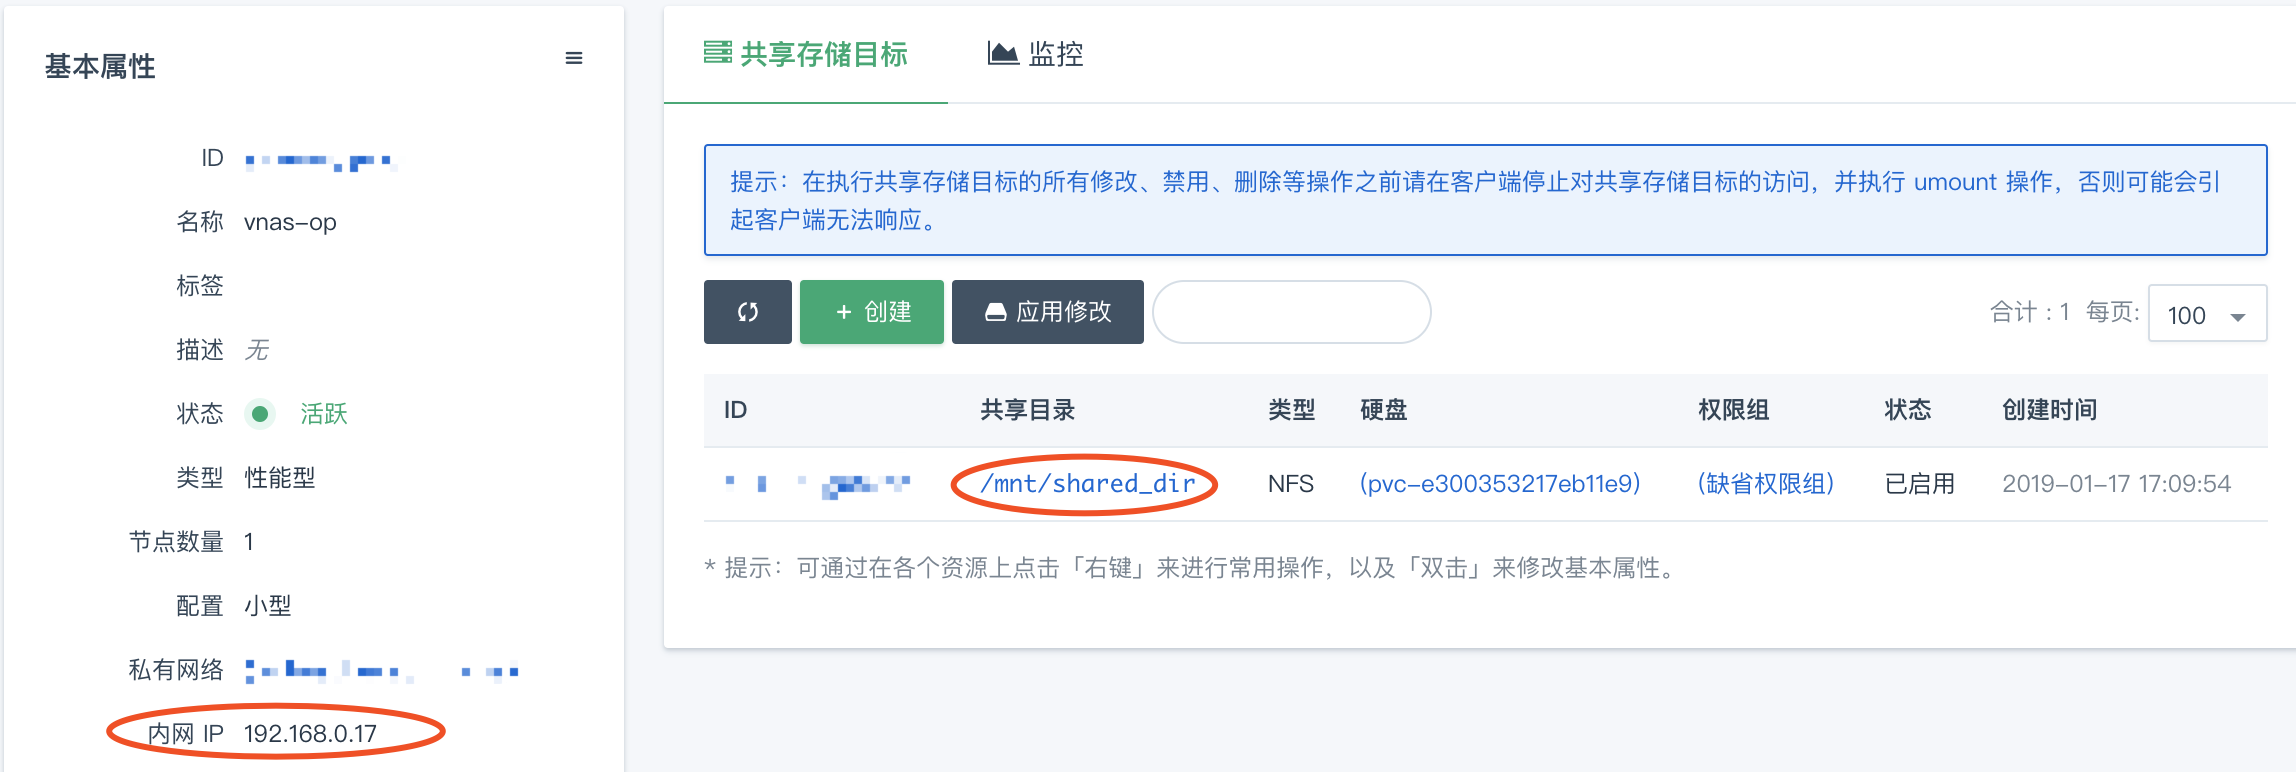 基本属性
ID
名称 vnas-op
标签
描述 无
状态 活跃
类型 性能型
节点数量 1
配置 小型
私有网络
内网 IP 192.168.0.17
共享存储目标 监控
提示：在执行共享存储目标的所有修改、禁用、删除等操作之前请在客户端停止对共享存储目标的访问，并执行 umount 操作，否则可能会引
起客户端无法响应。
+ 创建 应用修改 合计 : 1 每页: 100
ID 共享目录 类型 硬盘 权限组 状态 创建时间
/mnt/shared_dir NFS (pvc-e300353217eb11e9) (缺省权限组) 已启用 2019-01-17 17:09:54
* 提示：可通过在各个资源上点击「右键」来进行常用操作，以及「双击」来修改基本属性。